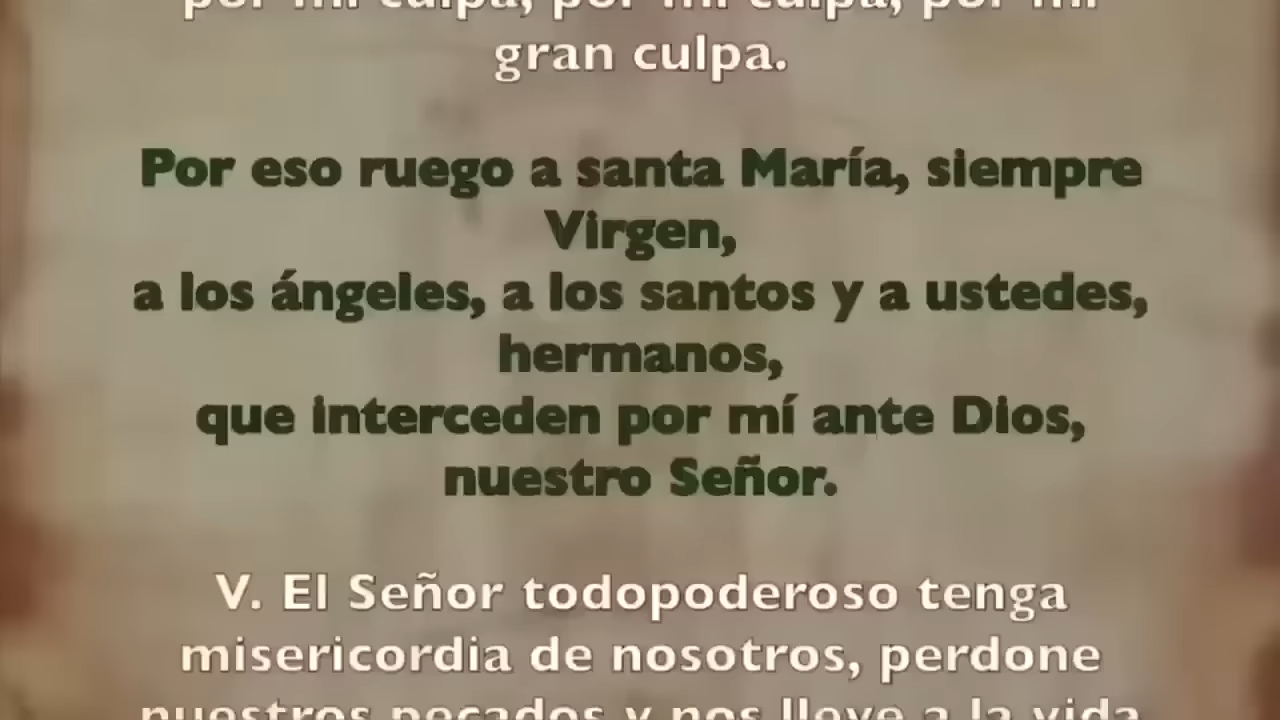 por mi culpa, por mi culpa, por mi
gran culpa.
Por eso ruego a santa María, siempre
Virgen,
a los ángeles, a los santos y a ustedes,
hermanos,
que interceden por mí ante Dios,
nuestro Señor.
V. El Señor todopoderoso tenga
misericordia de nosotros, perdone
nuestros pecados y nos lleve a la vida